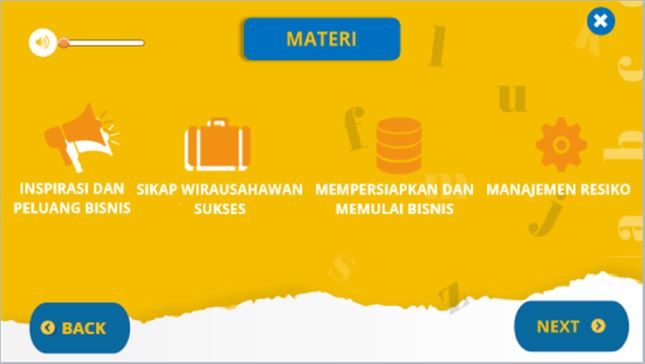 MATERI
INSPIRASI DAN
PELUANG BISNIS
SIKAP WIRAUSAHAWAN
SUKSES
MEMPERSIAPKAN DAN
MEMULAI BISNIS
MANAJEMEN RESIKO
BACK
NEXT
l
u
f
m
j
s
z
a
b